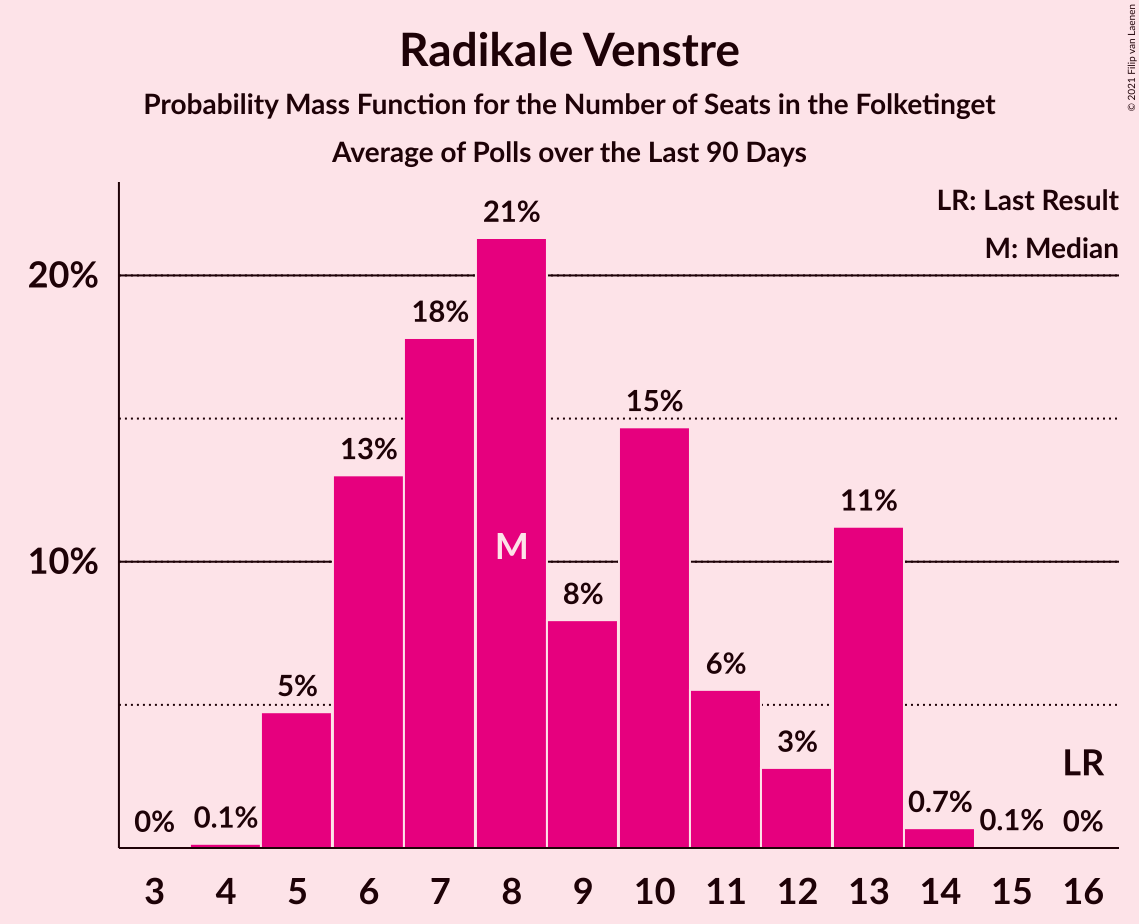 Radikale Venstre
Probability Mass Function for the Number of Seats in the Folketinget
Average of Polls over the Last 90 Days
© 2021 Filip van Laenen
LR: Last Result
M: Median
20%
10%
0%
0.1%
5%
13%
18%
21%
M
8%
15%
6%
3%
11%
0.7%
0.1%
LR
0%
3 4 5 6 7 8 9 10 11 12 13 14 15 16